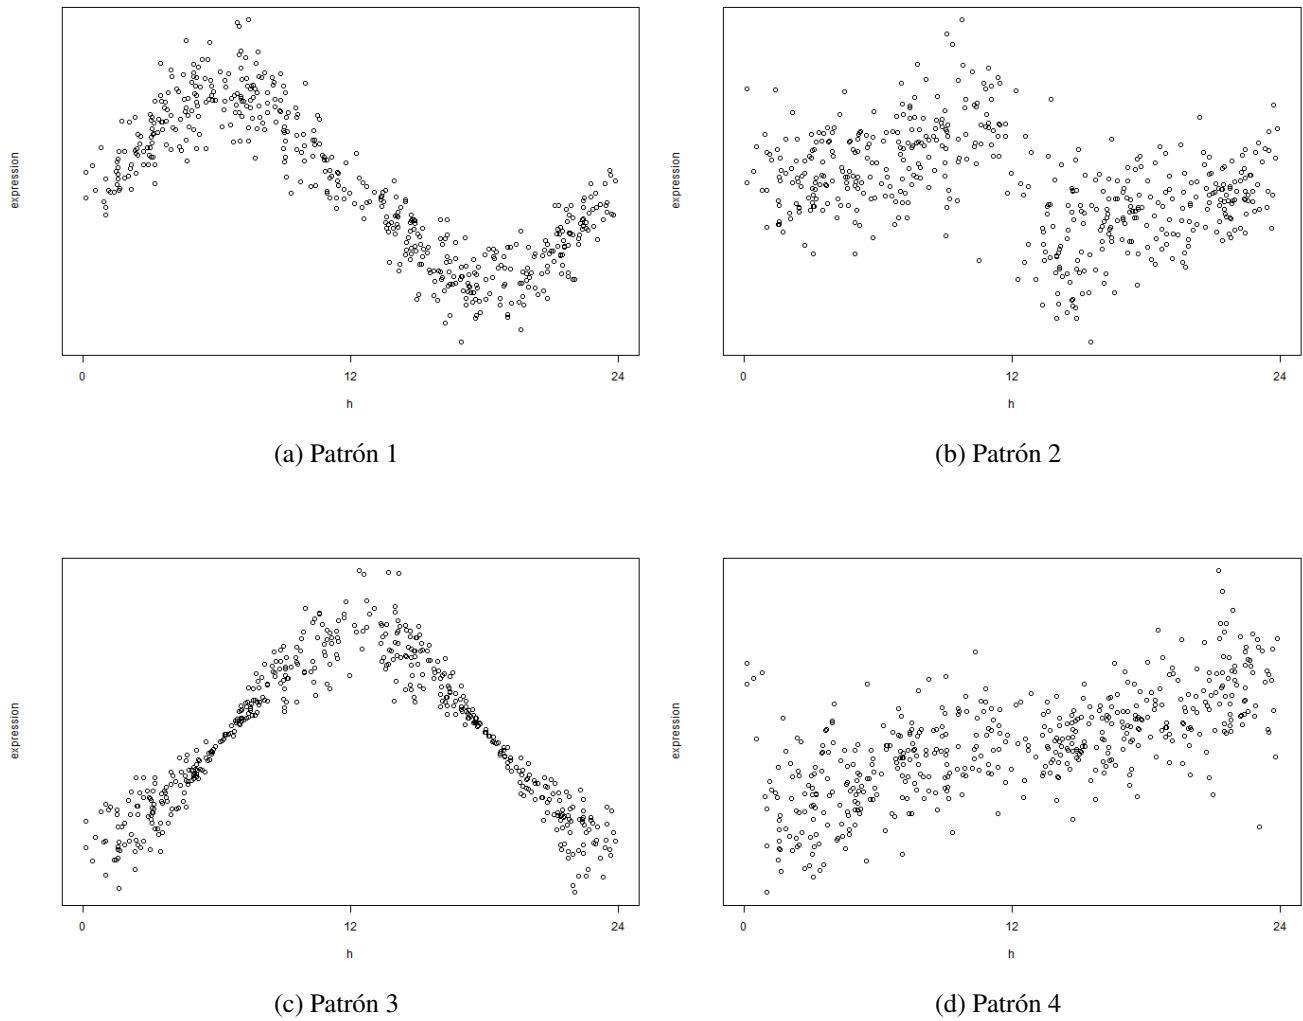 expression
0 12 24
h
(a) Patrón 1
expression
0 12 24
h
(b) Patrón 2
expression
0 12 24
h
(c) Patrón 3
expression
0 12 24
h
(d) Patrón 4